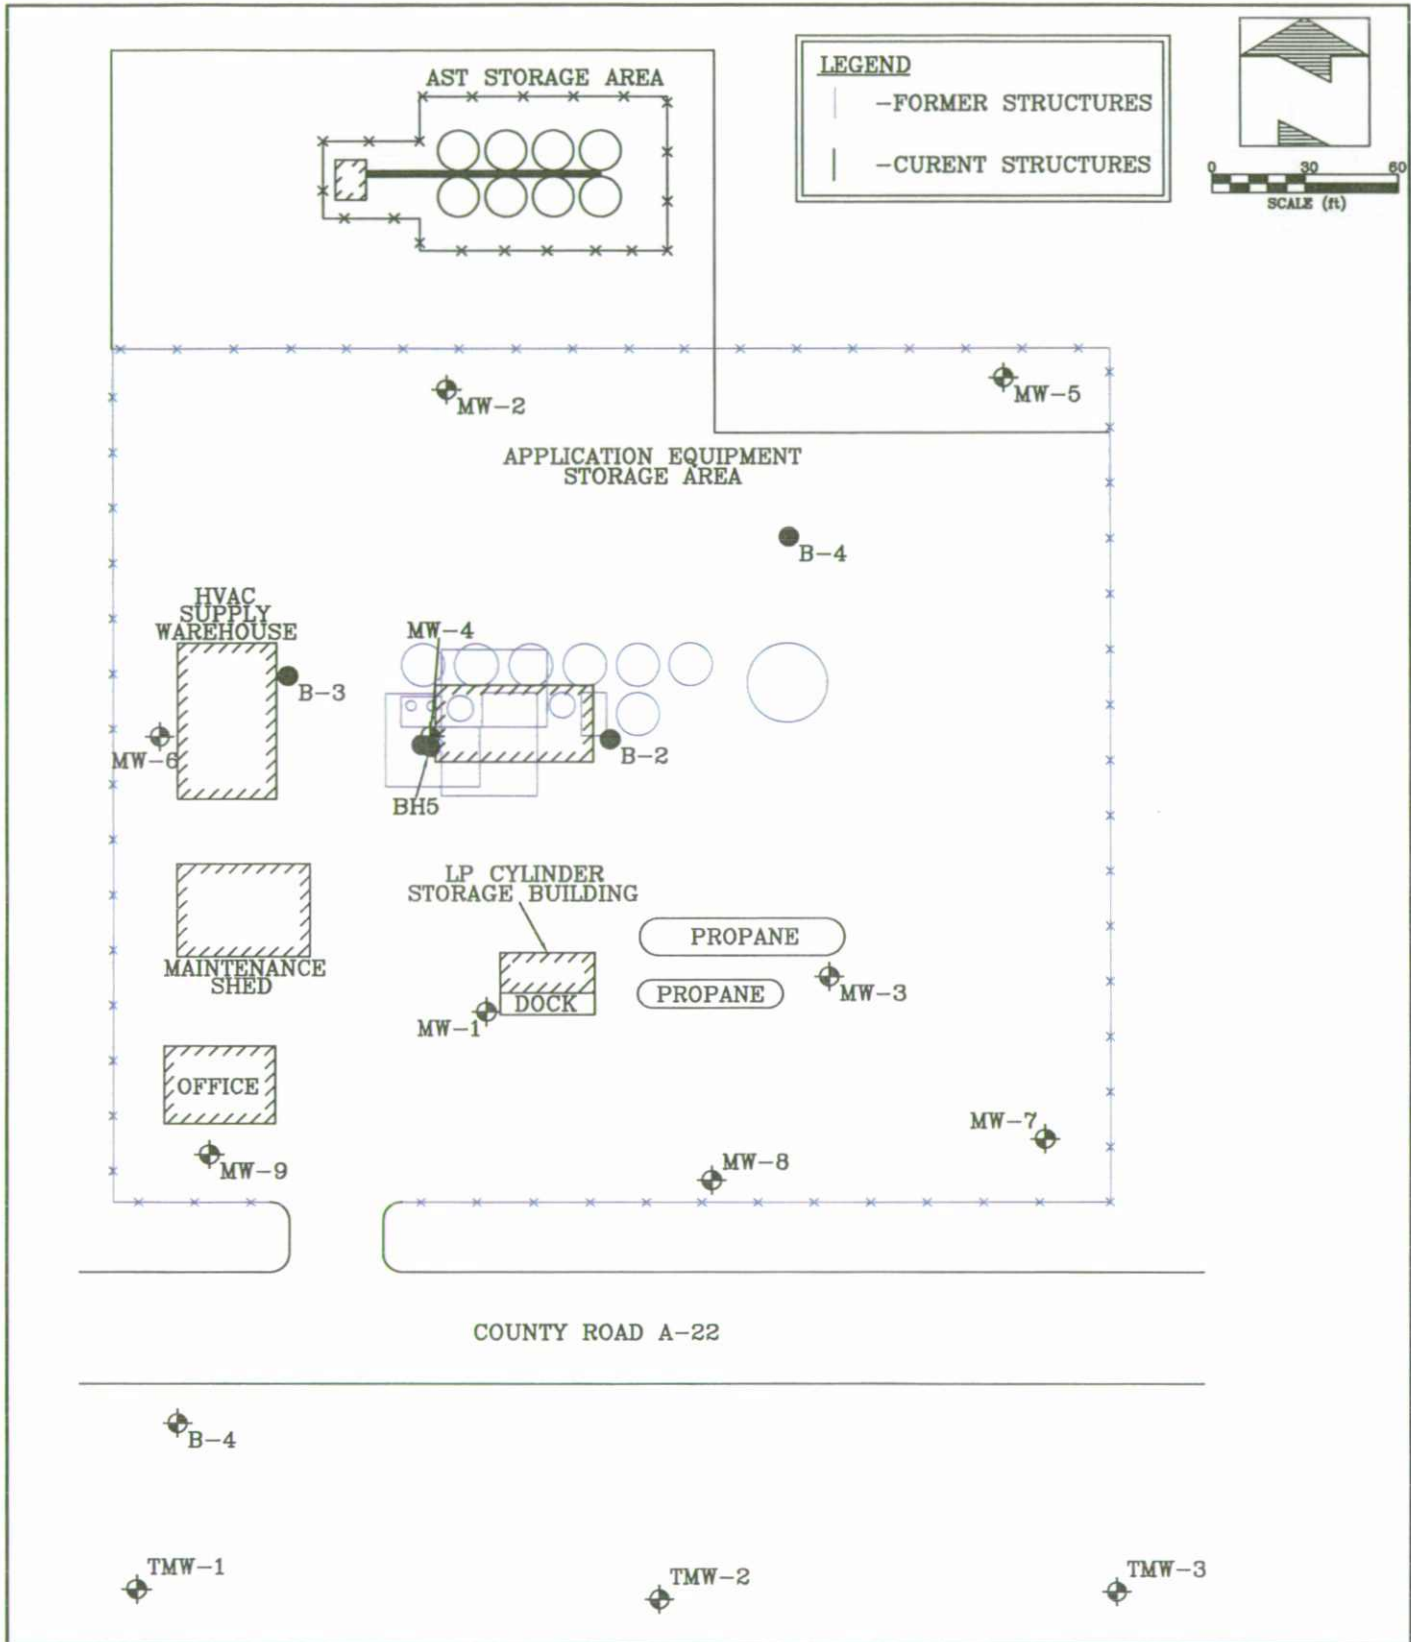 AST STORAGE AREA
LEGEND
-FORMER STRUCTURES
-CURENT STRUCTURES
0 30 60
SCALE (ft)
MW-2
MW-5
APPLICATION EQUIPMENT
STORAGE AREA
B-4
HVAC
SUPPLY
WAREHOUSE
MW-4
B-3
MW-6
B-2
BH5
LP CYLINDER
STORAGE BUILDING
PROPANE
MAINTENANCE
SHED
PROPANE
MW-3
DOCK
MW-1
OFFICE
MW-7
MW-9
MW-8
COUNTY ROAD A-22
B-4
TMW-1
TMW-2
TMW-3